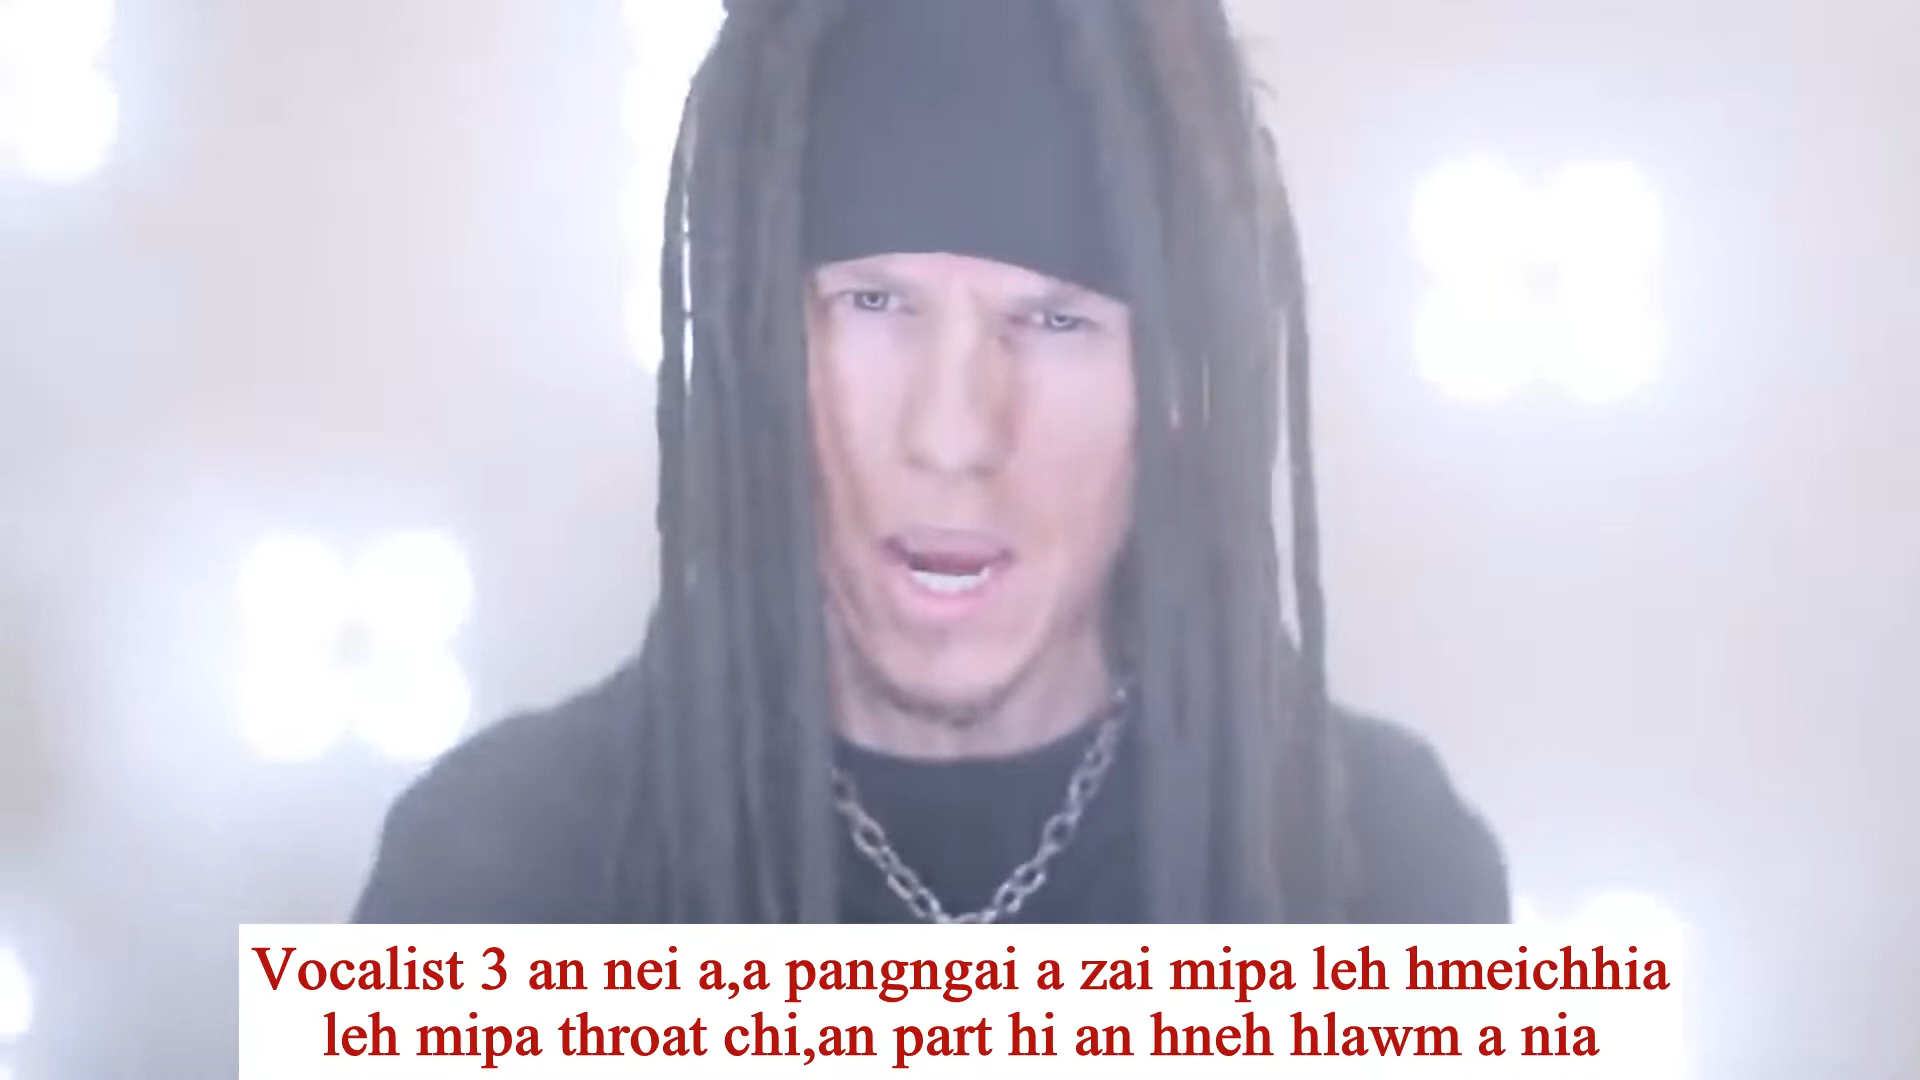 Vocalist 3 an nei a,a pangngai a zai mipa leh hmeichhia
leh mipa throat chi,an part hi an hneh hlawm a nia